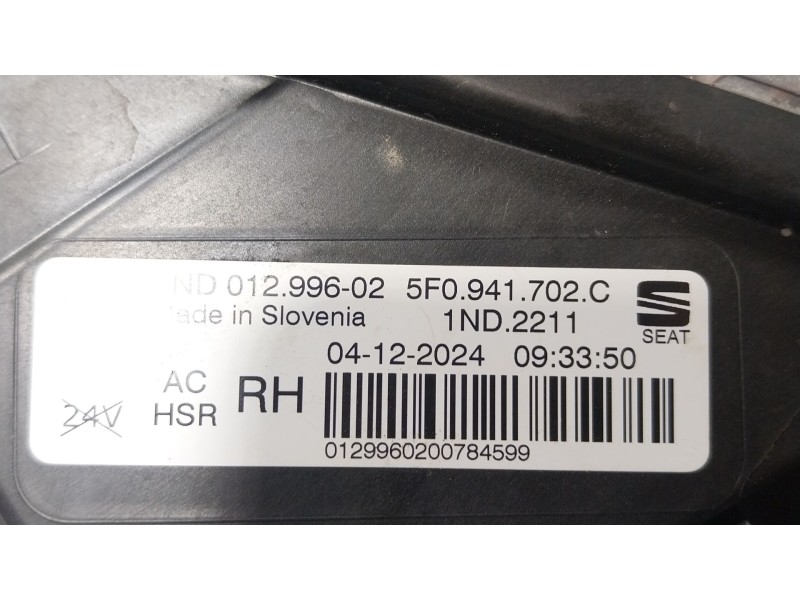 ND 012.996-02 5F0.941.702.C
ade in Slovenia 1ND.2211 SEAT
04-12-2024 09:33:50
AC
24V HSR RH
01299600200784599